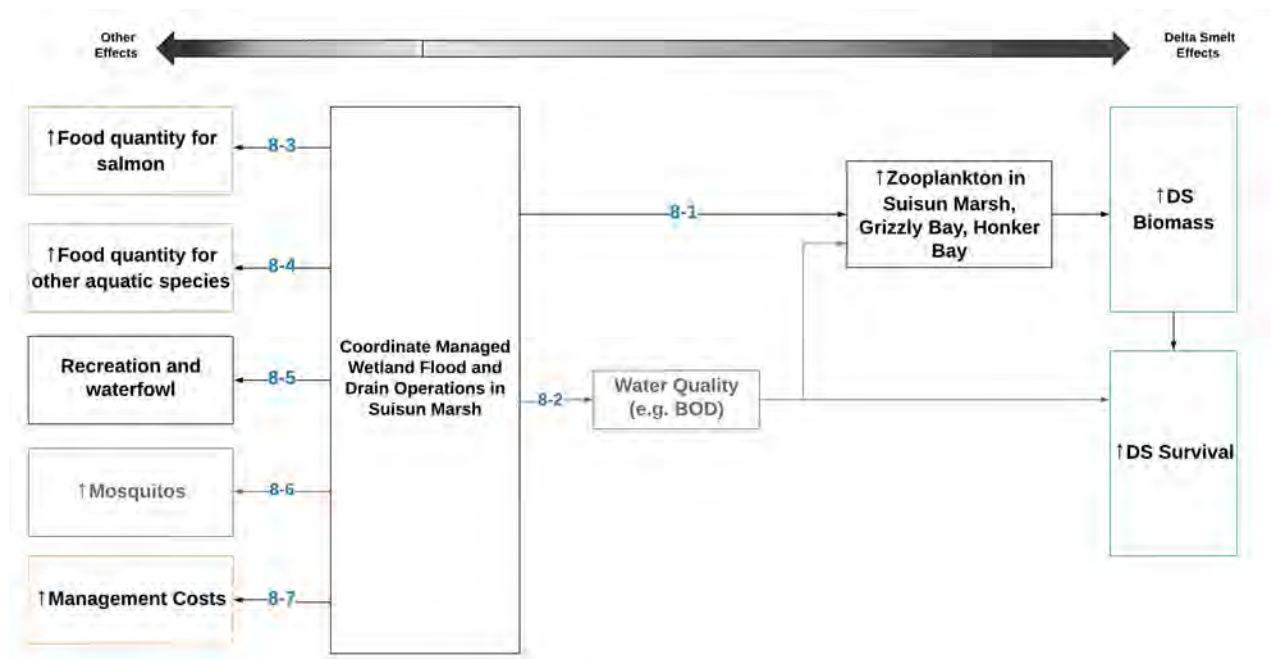 Other
Effects
Delta Smelt
Effects
↑Food quantity for
salmon
8-3
↑Food quantity for
other aquatic species
8-4
Recreation and
waterfowl
8-5
↑Mosquitos
8-6
↑Management Costs
8-7
Coordinate Managed
Wetland Flood and
Drain Operations in
Suisun Marsh
8-1
8-2
Water Quality
(e.g. BOD)
↑Zooplankton in
Suisun Marsh,
Grizzly Bay, Honker
Bay
↑DS
Biomass
↑DS Survival